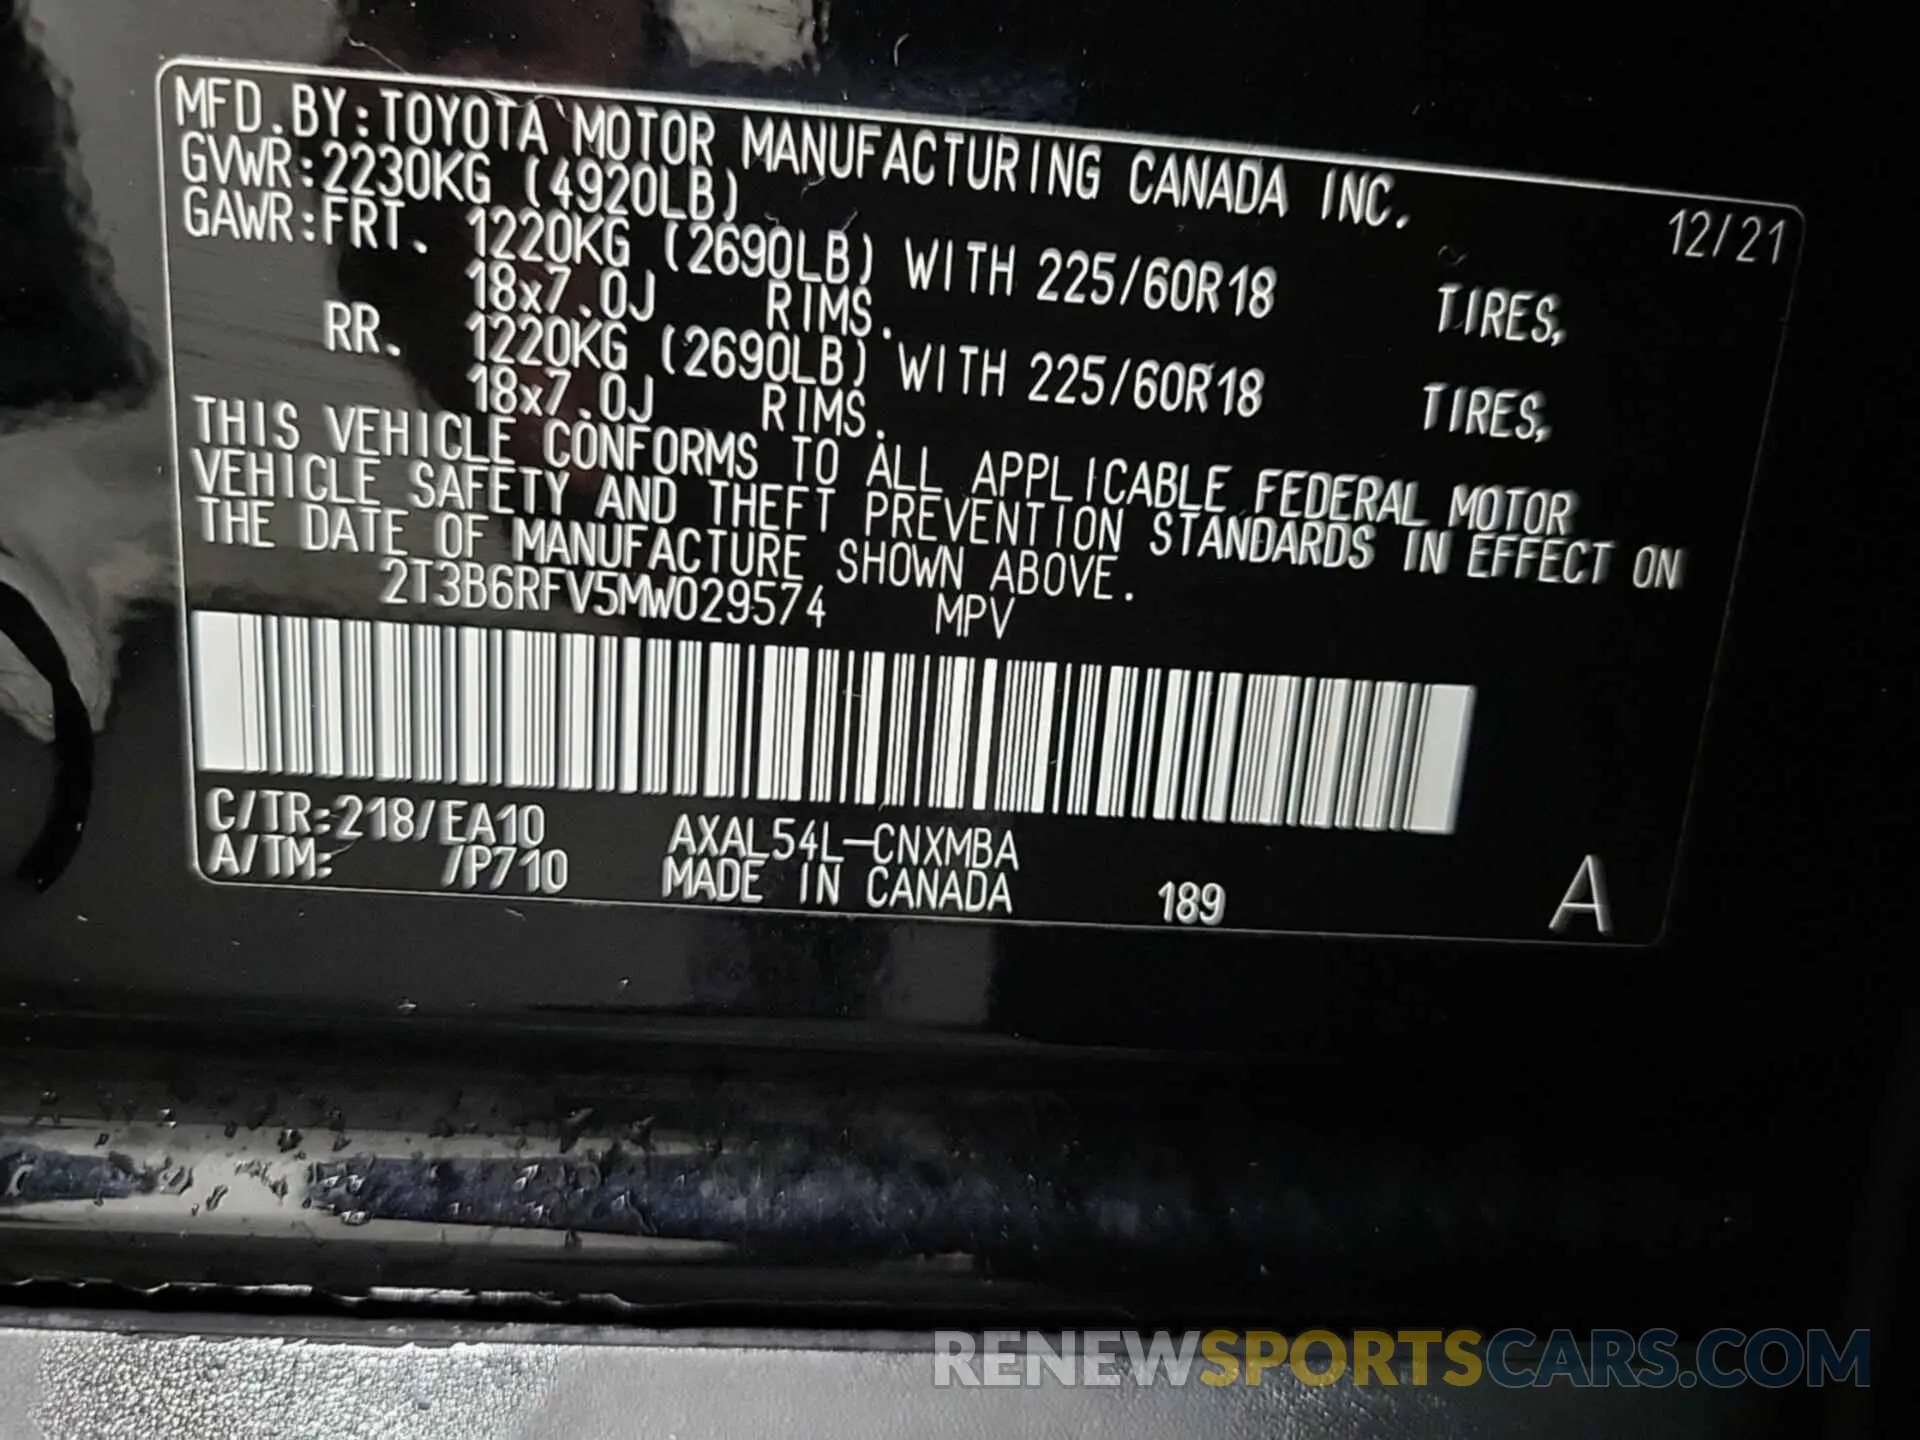 MFD.BY:TOYOTA MOTOR MANUFACTURING CANADA INC. 12/21
GVWR:2230KG (4920LB)
GAWR:FRT. 1220KG (2690LB) WITH 225/60R18 TIRES,
18x7.0J RIMS.
RR. 1220KG (2690LB) WITH 225/60R18 TIRES,
18x7.0J RIMS.
THIS VEHICLE CONFORMS TO ALL APPLICABLE FEDERAL MOTOR
VEHICLE SAFETY AND THEFT PREVENTION STANDARDS IN EFFECT ON
THE DATE OF MANUFACTURE SHOWN ABOVE.
2T3B6RFV5MW029574 MPV
C/TR:218/EA10 AXAL54L-CNXMBA
A/TM: /P710 MADE IN CANADA 189 A
RENEWSPORTSCARS.COM